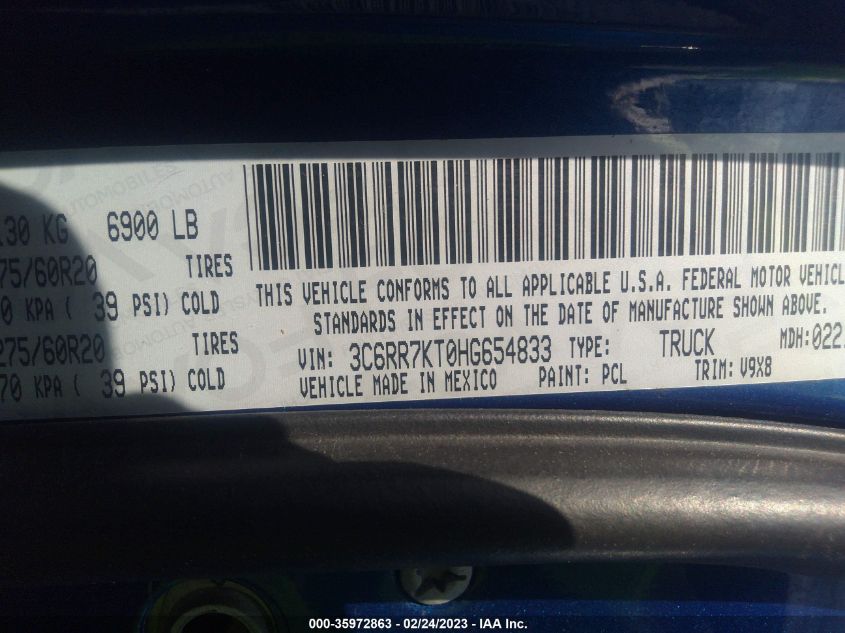 130 KG 6900 LB
75/60R20 TIRES
0 KPA ( 39 PSI) COLD
275/60R20 TIRES
70 KPA ( 39 PSI) COLD
THIS VEHICLE CONFORMS TO ALL APPLICABLE U.S.A. FEDERAL MOTOR VEHICL
STANDARDS IN EFFECT ON THE DATE OF MANUFACTURE SHOWN ABOVE.
VIN: 3C6RR7KT0HG654833 TYPE: TRUCK MDH:022
VEHICLE MADE IN MEXICO PAINT: PCL TRIM: V9X8
000-35972863 - 02/24/2023 - IAA Inc.